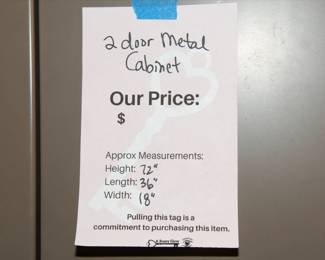 2 door Metal
Cabinet
Our Price:
$
Approx Measurements:
Height: 72"
Length: 36"
Width: 18"
Pulling this tag is a
commitment to purchasing this item.